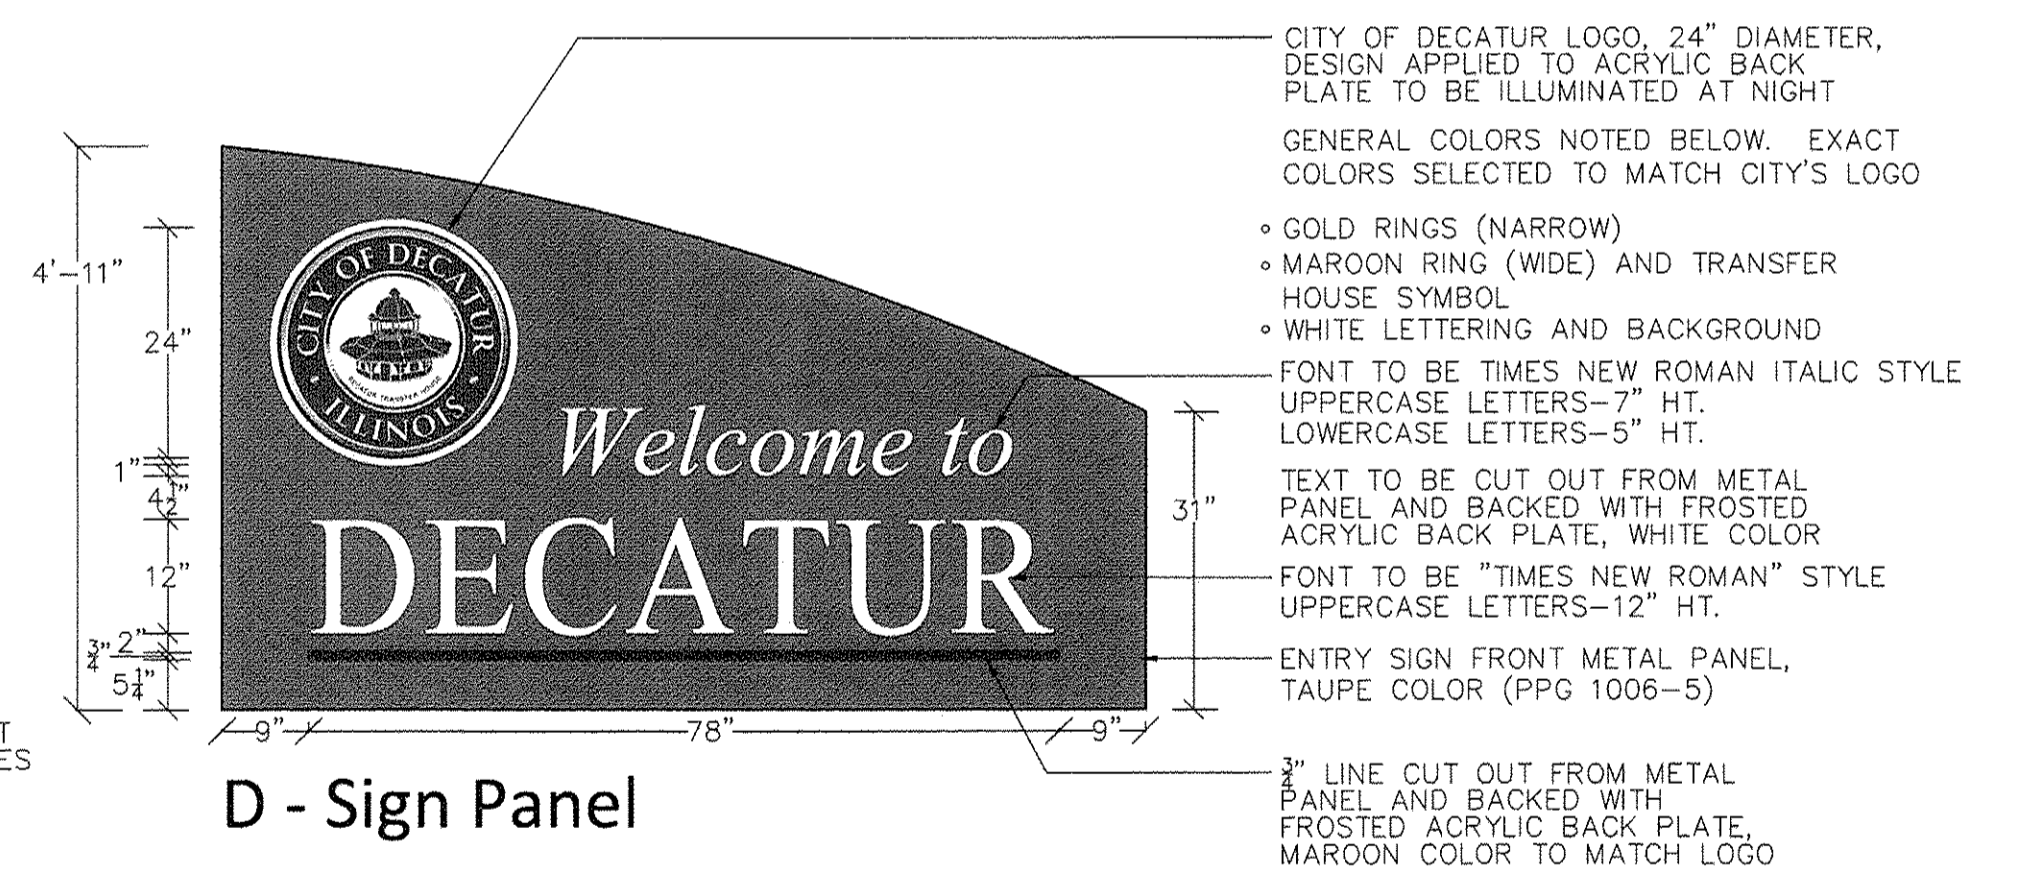 CITY OF DECATUR LOGO, 24" DIAMETER,
DESIGN APPLIED TO ACRYLIC BACK
PLATE TO BE ILLUMINATED AT NIGHT
GENERAL COLORS NOTED BELOW. EXACT
COLORS SELECTED TO MATCH CITY'S LOGO
GOLD RINGS (NARROW)
MAROON RING (WIDE) AND TRANSFER
HOUSE SYMBOL
WHITE LETTERING AND BACKGROUND
FONT TO BE TIMES NEW ROMAN ITALIC STYLE
UPPERCASE LETTERS-7" HT.
LOWERCASE LETTERS-5" HT.
TEXT TO BE CUT OUT FROM METAL
PANEL AND BACKED WITH FROSTED
ACRYLIC BACK PLATE, WHITE COLOR
FONT TO BE "TIMES NEW ROMAN" STYLE
UPPERCASE LETTERS-12" HT.
ENTRY SIGN FRONT METAL PANEL,
TAUPE COLOR (PPG 1006-5)
3/4" LINE CUT OUT FROM METAL
PANEL AND BACKED WITH
FROSTED ACRYLIC BACK PLATE,
MAROON COLOR TO MATCH LOGO
4'-11"
24"
1"
4 1/2"
12"
2"
3/4"
5 1/4"
CITY OF DECATUR
DECATUR TRANSFER HOUSE
ILLINOIS
Welcome to
DECATUR
31"
9"
78"
9"
T
ES
D - Sign Panel